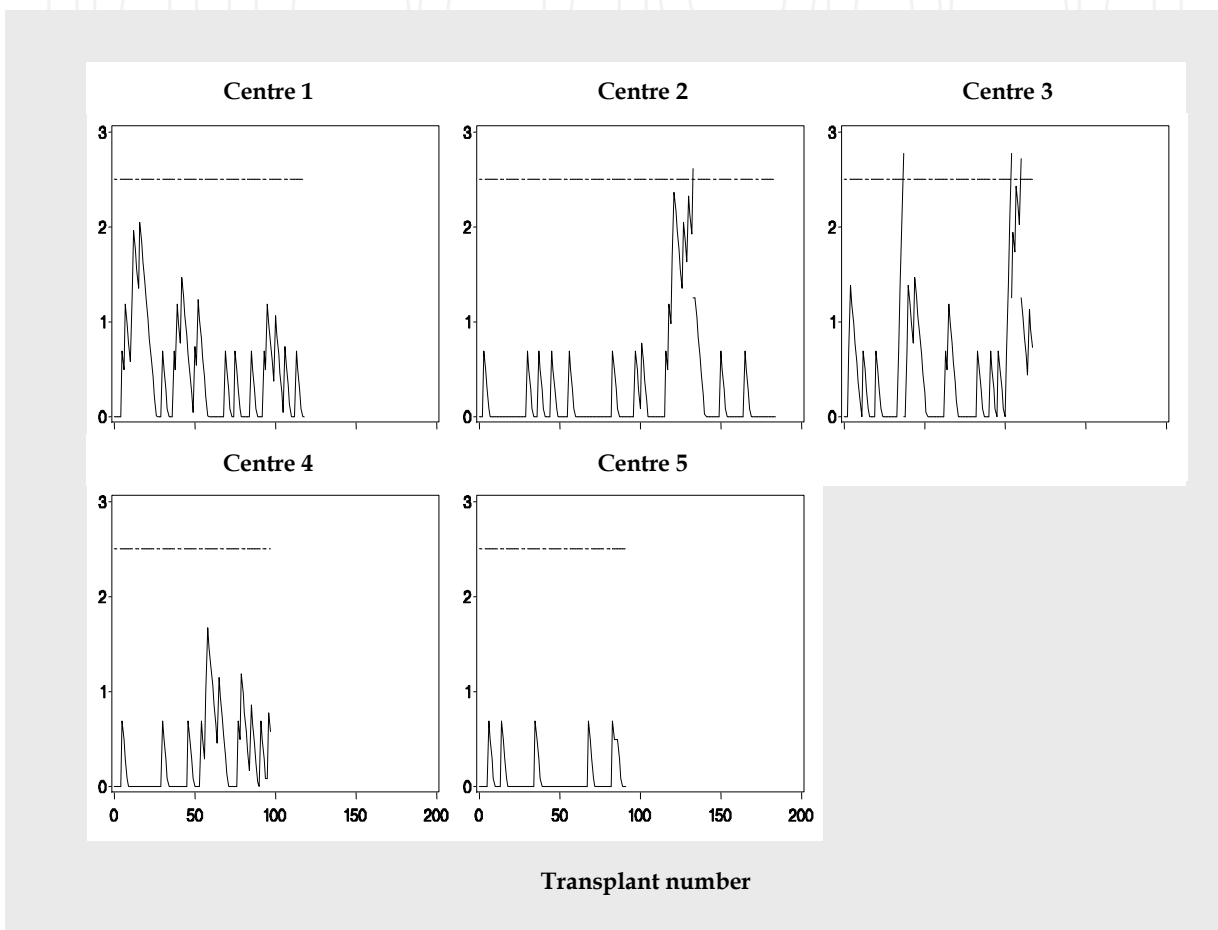 Centre 1 Centre 2 Centre 3
3 3 3
2 2 2
1 1 1
0 0 0
Centre 4 Centre 5
3 3
2 2
1 1
0 0
0 50 100 150 200 0 50 100 150 200
Transplant number